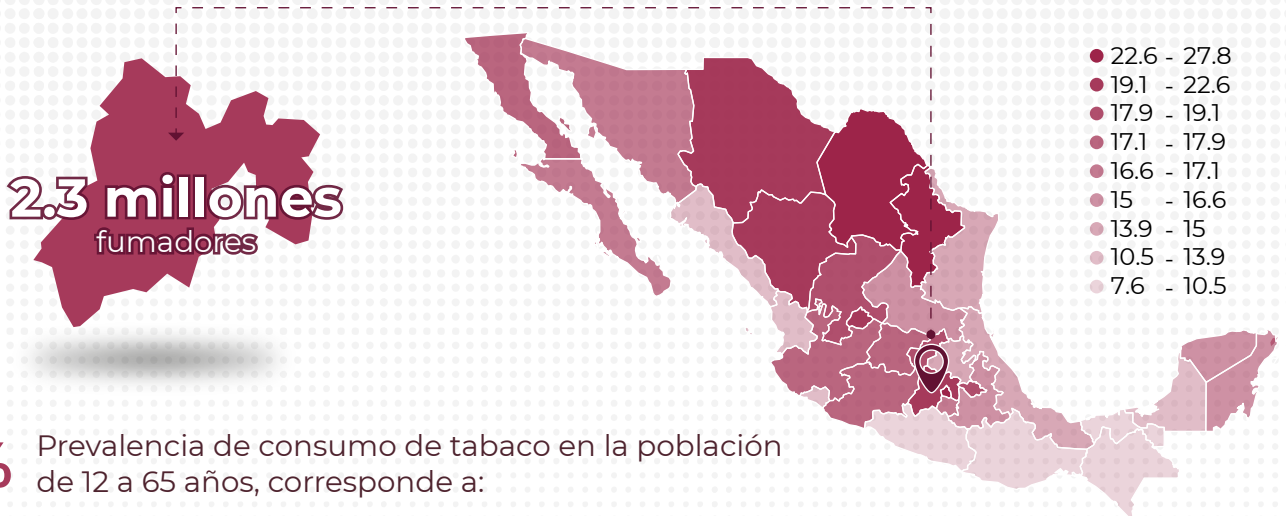 2.3 millones
fumadores
22.6 - 27.8
19.1 - 22.6
17.9 - 19.1
17.1 - 17.9
16.6 - 17.1
15 - 16.6
13.9 - 15
10.5 - 13.9
7.6 - 10.5
Prevalencia de consumo de tabaco en la población
de 12 a 65 años, corresponde a: